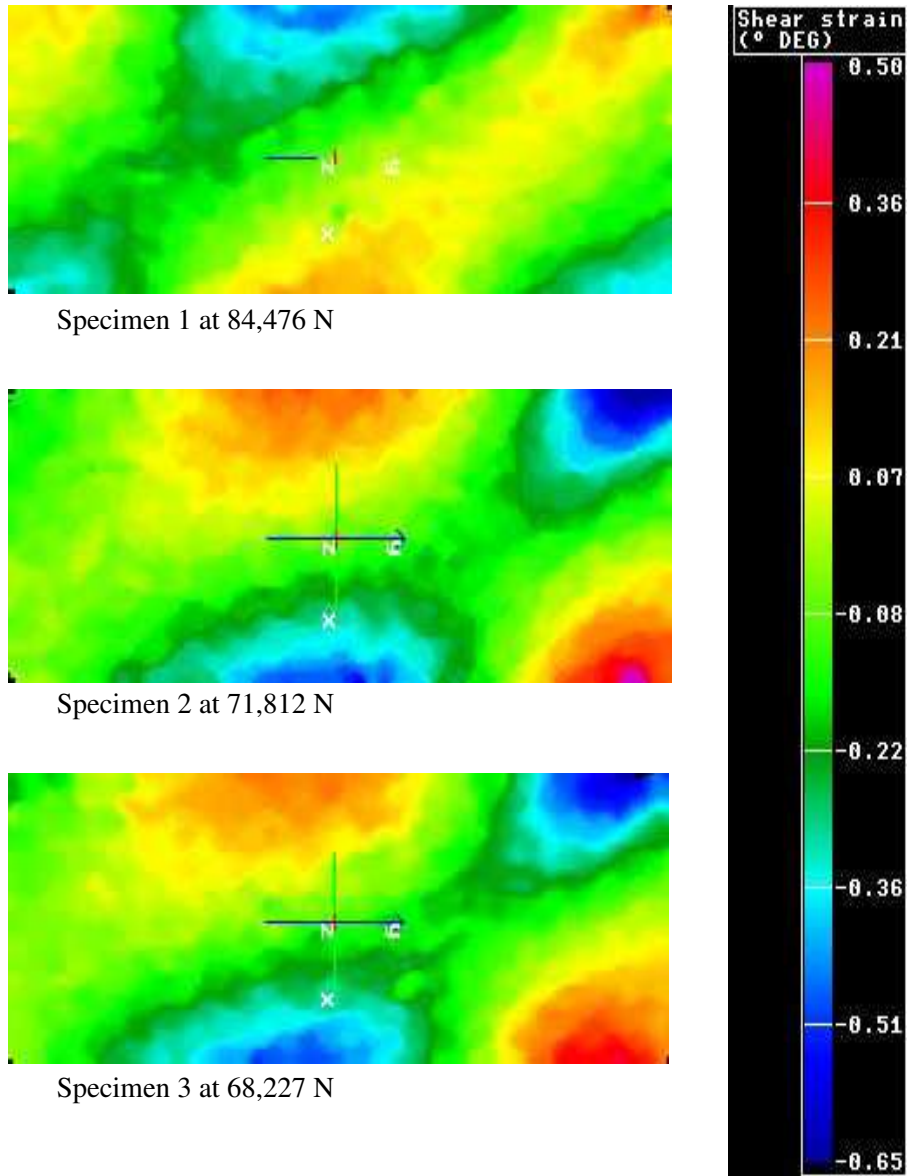 Specimen 1 at 84,476 N
Specimen 2 at 71,812 N
Specimen 3 at 68,227 N
Shear strain
(° DEG)
0.50
0.36
0.21
0.07
-0.08
-0.22
-0.36
-0.51
-0.65
N
X
N
X
N
X